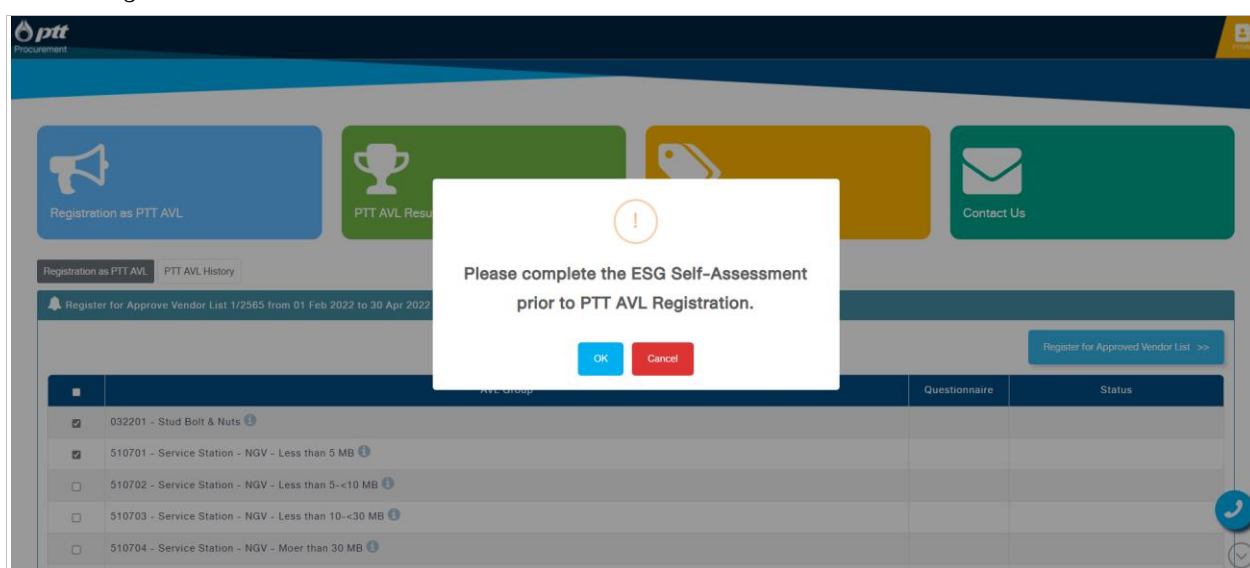 ptt
Procurement
Registration as PTT AVL
PTT AVL Resu
Contact Us
Please complete the ESG Self-Assessment
prior to PTT AVL Registration.
OK Cancel
Registration as PTT AVL PTT AVL History
Register for Approve Vendor List 1/2565 from 01 Feb 2022 to 30 Apr 2022
Register for Approved Vendor List >>
AVL Group Questionnaire Status
032201 - Stud Bolt & Nuts
510701 - Service Station - NGV - Less than 5 MB
510702 - Service Station - NGV - Less than 5-<10 MB
510703 - Service Station - NGV - Less than 10-<30 MB
510704 - Service Station - NGV - Moer than 30 MB